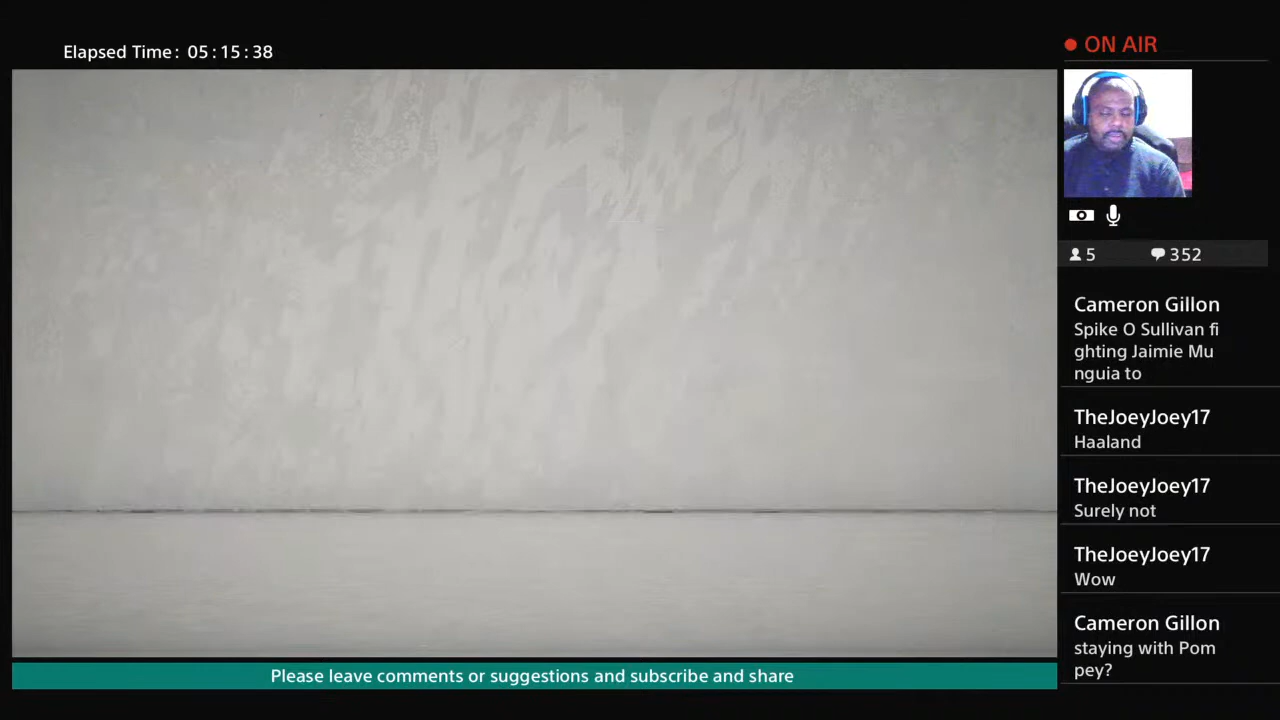 Elapsed Time: 05:15:38
ON AIR
5 352
Cameron Gillon
Spike O Sullivan fi
ghting Jaimie Mu
nguia to
TheJoeyJoey17
Haaland
TheJoeyJoey17
Surely not
TheJoeyJoey17
Wow
Cameron Gillon
staying with Pom
pey?
Please leave comments or suggestions and subscribe and share